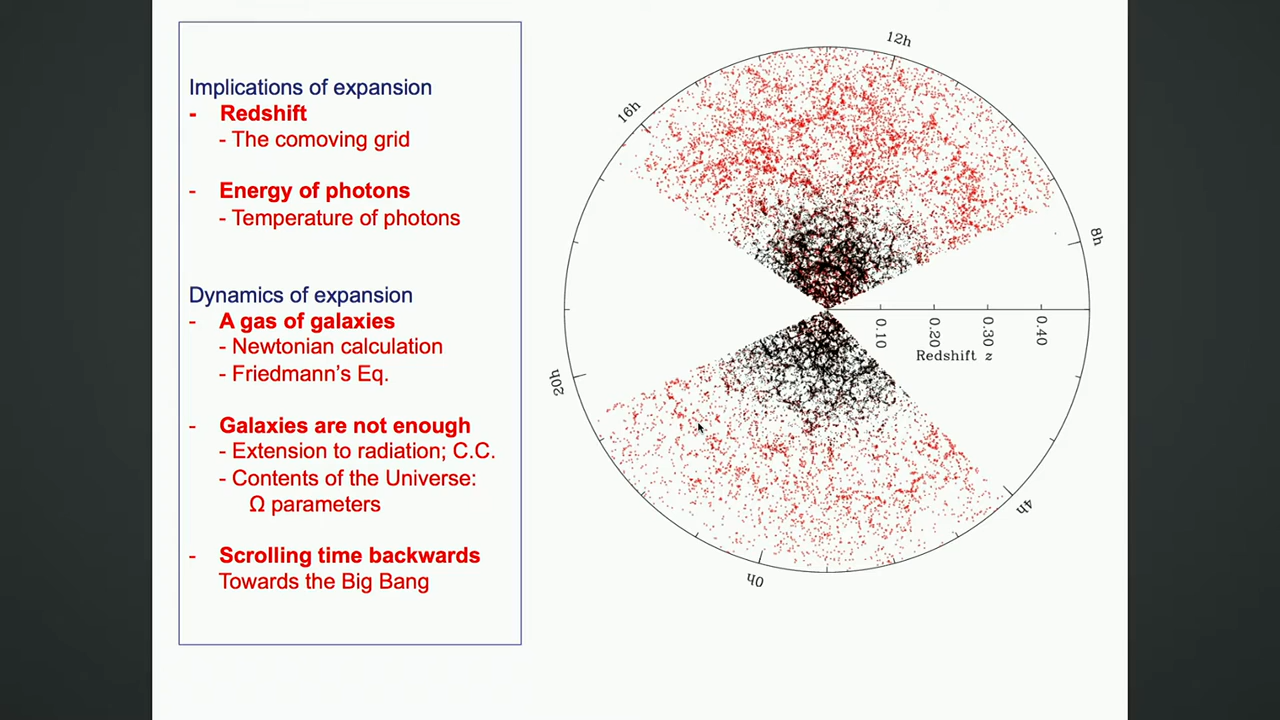 Implications of expansion
- Redshift
- The comoving grid
- Energy of photons
- Temperature of photons
Dynamics of expansion
- A gas of galaxies
- Newtonian calculation
- Friedmann's Eq.
- Galaxies are not enough
- Extension to radiation; C.C.
- Contents of the Universe:
Ω parameters
- Scrolling time backwards
Towards the Big Bang
12h
16h
8h
20h
4h
0h
0.10
0.20
0.30
0.40
Redshift z